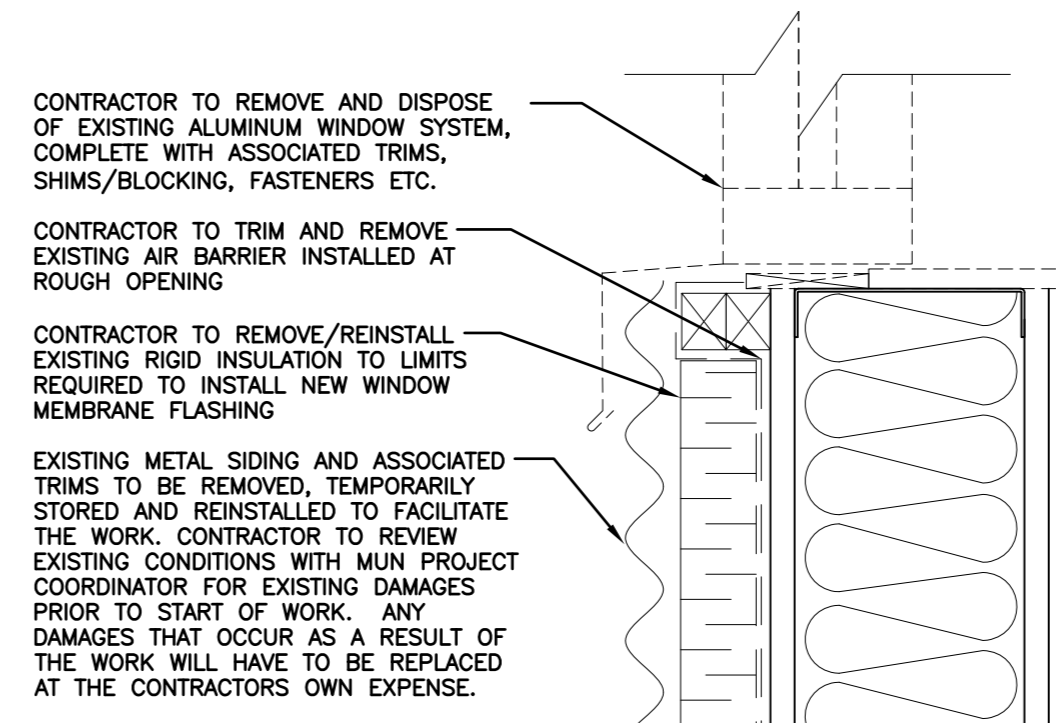 CONTRACTOR TO REMOVE AND DISPOSE
OF EXISTING ALUMINUM WINDOW SYSTEM,
COMPLETE WITH ASSOCIATED TRIMS,
SHIMS/BLOCKING, FASTENERS ETC.
CONTRACTOR TO TRIM AND REMOVE
EXISTING AIR BARRIER INSTALLED AT
ROUGH OPENING
CONTRACTOR TO REMOVE/REINSTALL
EXISTING RIGID INSULATION TO LIMITS
REQUIRED TO INSTALL NEW WINDOW
MEMBRANE FLASHING
EXISTING METAL SIDING AND ASSOCIATED
TRIMS TO BE REMOVED, TEMPORARILY
STORED AND REINSTALLED TO FACILITATE
THE WORK. CONTRACTOR TO REVIEW
EXISTING CONDITIONS WITH MUN PROJECT
COORDINATOR FOR EXISTING DAMAGES
PRIOR TO START OF WORK. ANY
DAMAGES THAT OCCUR AS A RESULT OF
THE WORK WILL HAVE TO BE REPLACED
AT THE CONTRACTORS OWN EXPENSE.